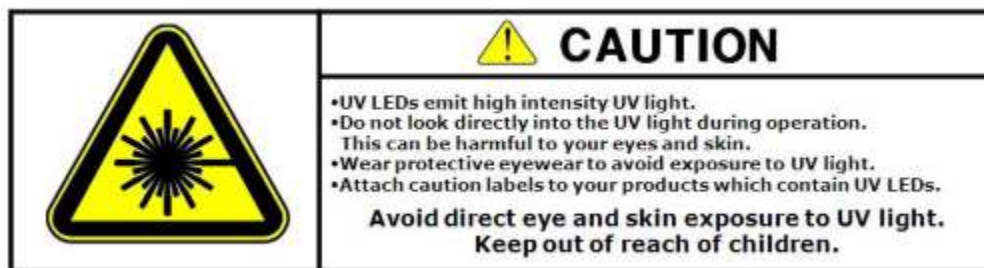 CAUTION
•UV LEDs emit high intensity UV light.
•Do not look directly into the UV light during operation.
This can be harmful to your eyes and skin.
•Wear protective eyewear to avoid exposure to UV light.
•Attach caution labels to your products which contain UV LEDs.
Avoid direct eye and skin exposure to UV light.
Keep out of reach of children.